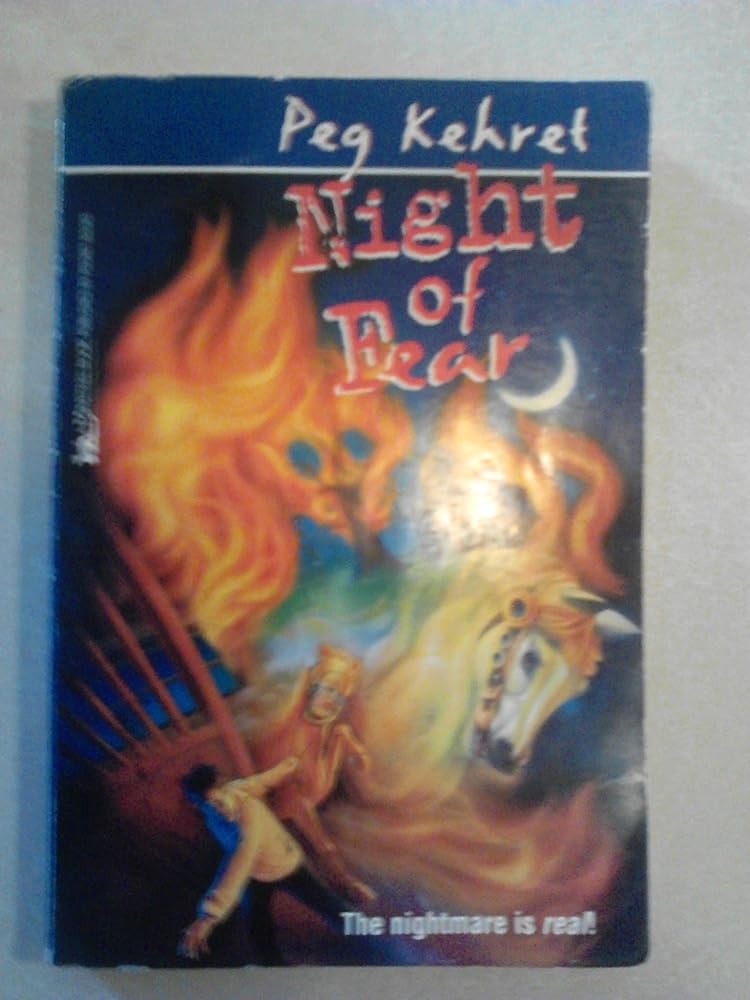 Peg Kehret
Night
of
Fear
The nightmare is real!